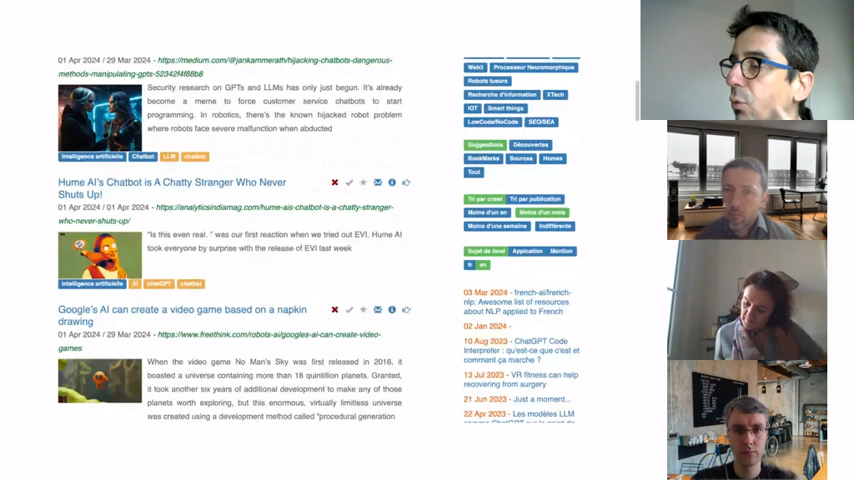 01 Apr 2024 / 29 Mar 2024 - https://medium.com/@jankammerath/hijacking-chatbots-dangerous-
methods-manipulating-gpts-52342f4f88b8
Security research on GPTs and LLMs has only just begun. It's already
become a meme to force customer service chatbots to start
programming. In robotics, there's the known hijacked robot problem
where robots face severe malfunction when abducted
Intelligence artificielle Chatbot LLM chatbot
Hume AI's Chatbot is A Chatty Stranger Who Never
Shuts Up!
01 Apr 2024 / 01 Apr 2024 - https://analyticsindiamag.com/hume-ais-chatbot-is-a-chatty-stranger-
who-never-shuts-up/
"Is this even real. " was our first reaction when we tried out EVI. Hume AI
took everyone by surprise with the release of EVI last week
Intelligence artificielle AI chatGPT chatbot
Google's AI can create a video game based on a napkin
drawing
01 Apr 2024 / 29 Mar 2024 - https://www.freethink.com/robots-ai/googles-ai-can-create-video-
games
When the video game No Man's Sky was first released in 2016, it
boasted a universe containing more than 18 quintillion planets. Granted,
it took another six years of additional development to make any of those
planets worth exploring, but this enormous, virtually limitless universe
was created using a development method called "procedural generation
Web3 Processeur Neuromorphique
Robots tueurs
Recherche d'information XTech
IOT Smart things
LowCode/NoCode SEO/SEA
Suggestions Découvertes
BookMarks Sources Homes
Tout
Tri par crawl Tri par publication
Moins d'un an Moins d'un mois
Moins d'une semaine Indifférente
Sujet de fond Application Mention
fr en
03 Mar 2024 - french-ai/french-
nlp: Awesome list of resources
about NLP applied to French
02 Jan 2024 -
10 Aug 2023 - ChatGPT Code
Interpreter : qu'est-ce que c'est et
comment ça marche ?
13 Jul 2023 - VR fitness can help
recovering from surgery
21 Jun 2023 - Just a moment...
22 Apr 2023 - Les modèles LLM